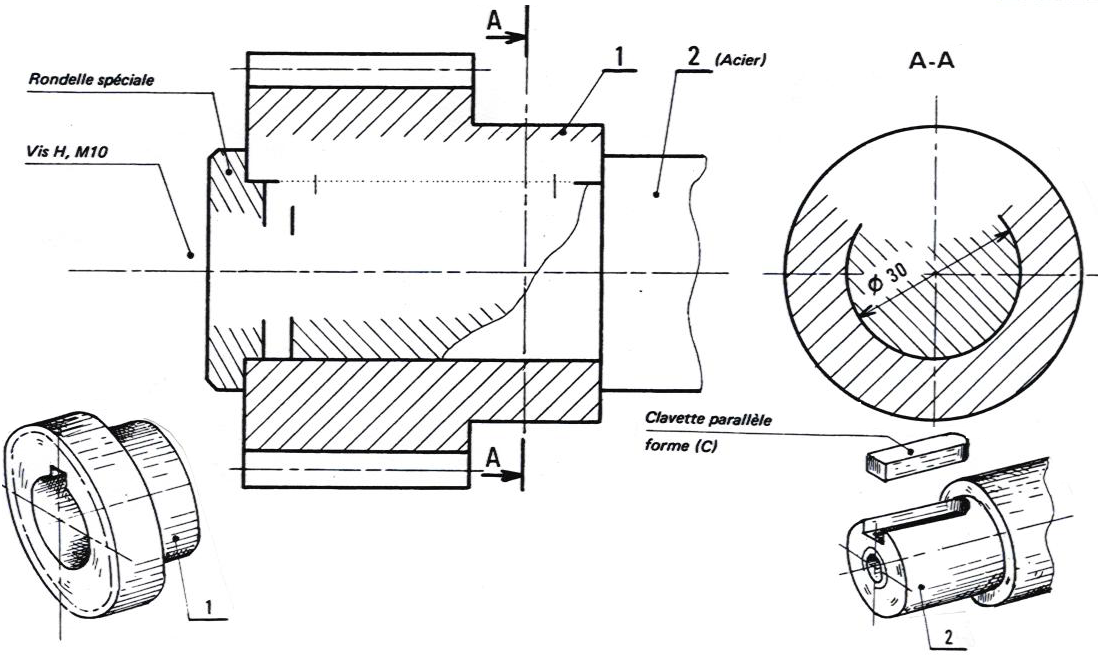 A
1
2 (Acier)
A-A
Rondelle spéciale
Vis H, M10
Ø 30
Clavette parallèle
forme (C)
A
1
2